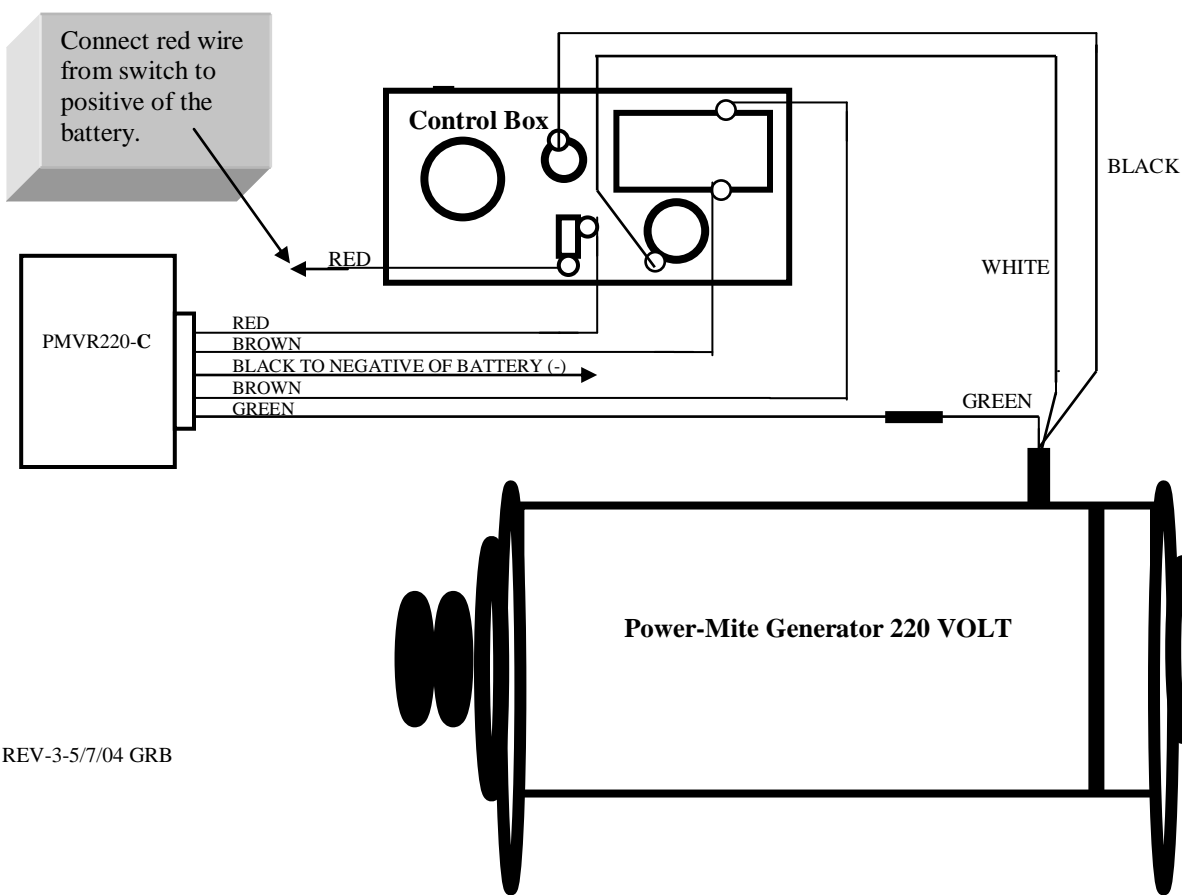 Connect red wire
from switch to
positive of the
battery.
Control Box
BLACK
WHITE
RED
PMVR220-C
RED
BROWN
BLACK TO NEGATIVE OF BATTERY (-)
BROWN
GREEN
GREEN
Power-Mite Generator 220 VOLT
REV-3-5/7/04 GRB